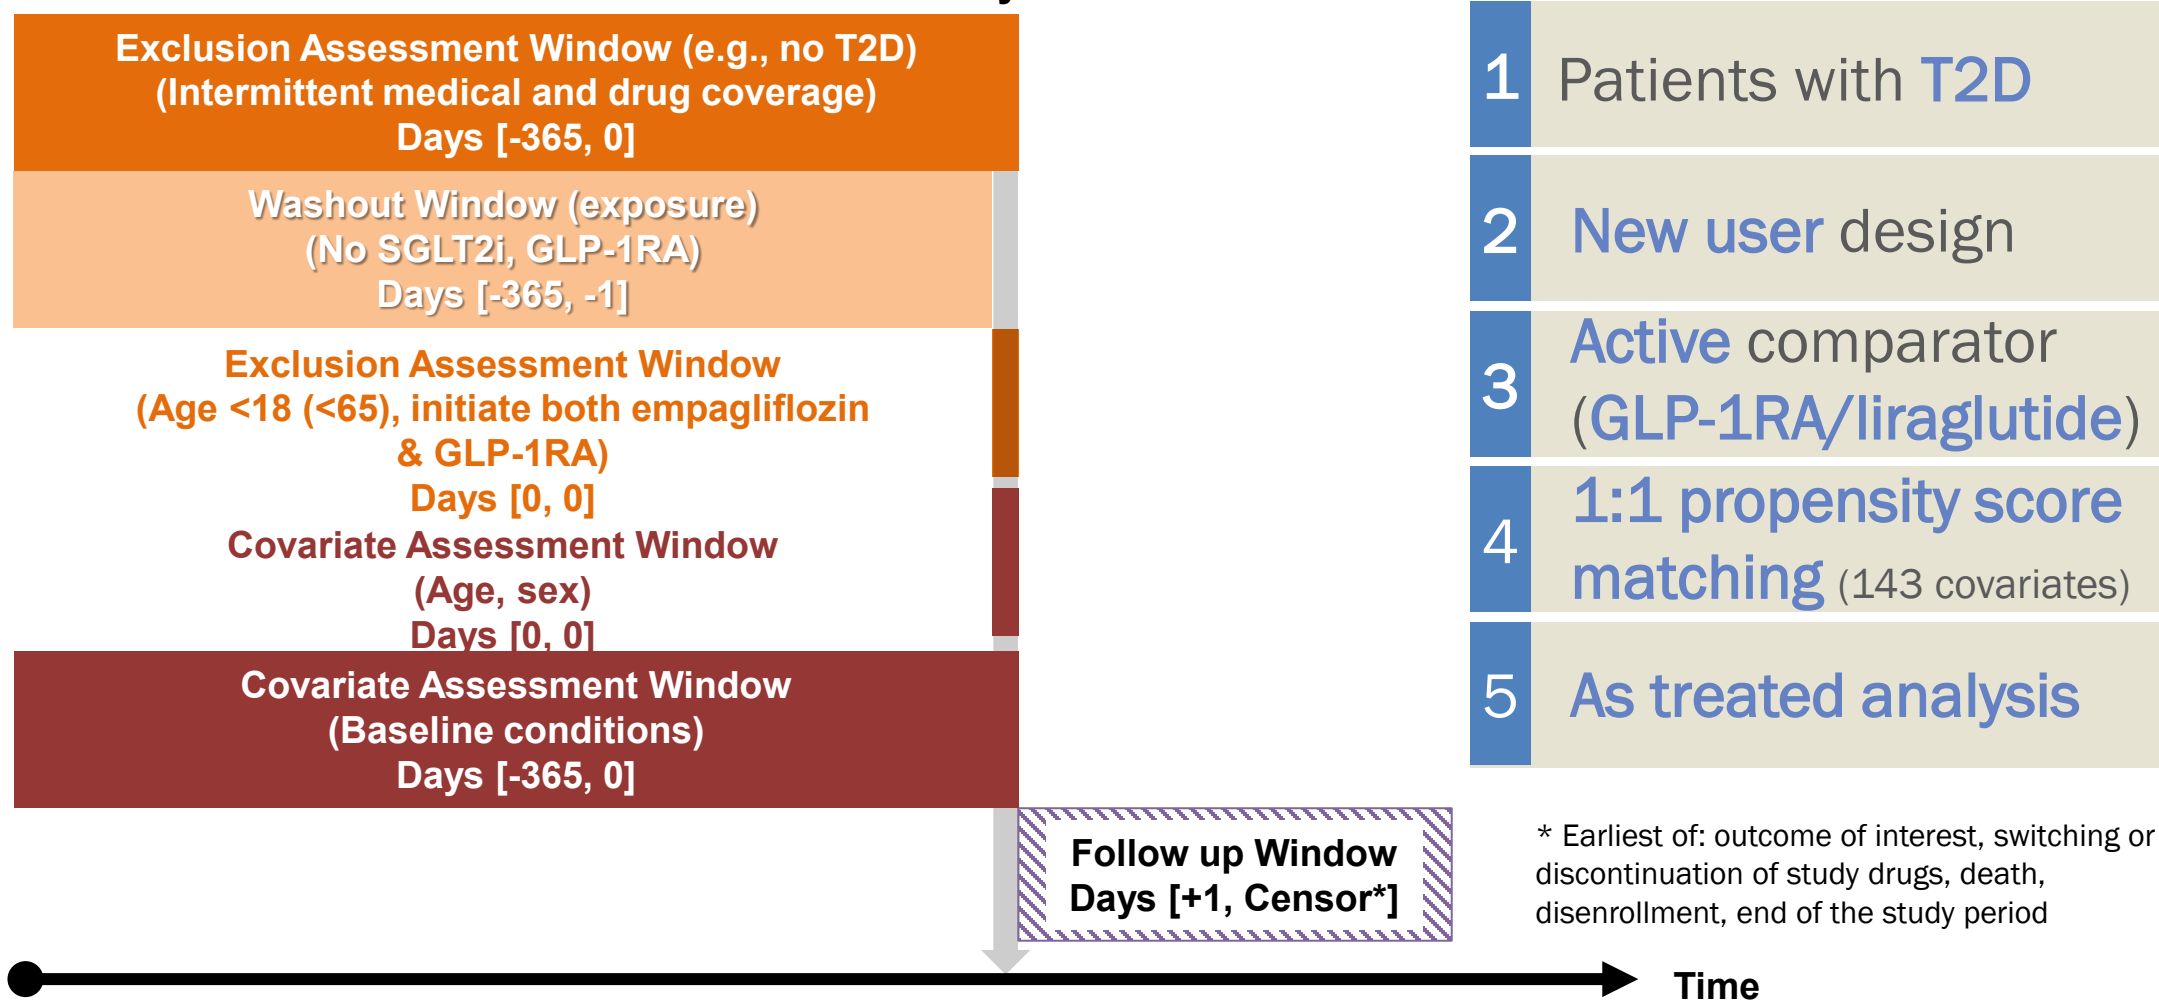 Exclusion Assessment Window (e.g., no T2D)
(Intermittent medical and drug coverage)
Days [-365, 0]
Washout Window (exposure)
(No SGLT2i, GLP-1RA)
Days [-365, -1]
Exclusion Assessment Window
(Age <18 (<65), initiate both empagliflozin
& GLP-1RA)
Days [0, 0]
Covariate Assessment Window
(Age, sex)
Days [0, 0]
Covariate Assessment Window
(Baseline conditions)
Days [-365, 0]
Follow up Window
Days [+1, Censor*]
Time
1 Patients with T2D
2 New user design
3 Active comparator
(GLP-1RA/liraglutide)
4 1:1 propensity score
matching (143 covariates)
5 As treated analysis
* Earliest of: outcome of interest, switching or
discontinuation of study drugs, death,
disenrollment, end of the study period